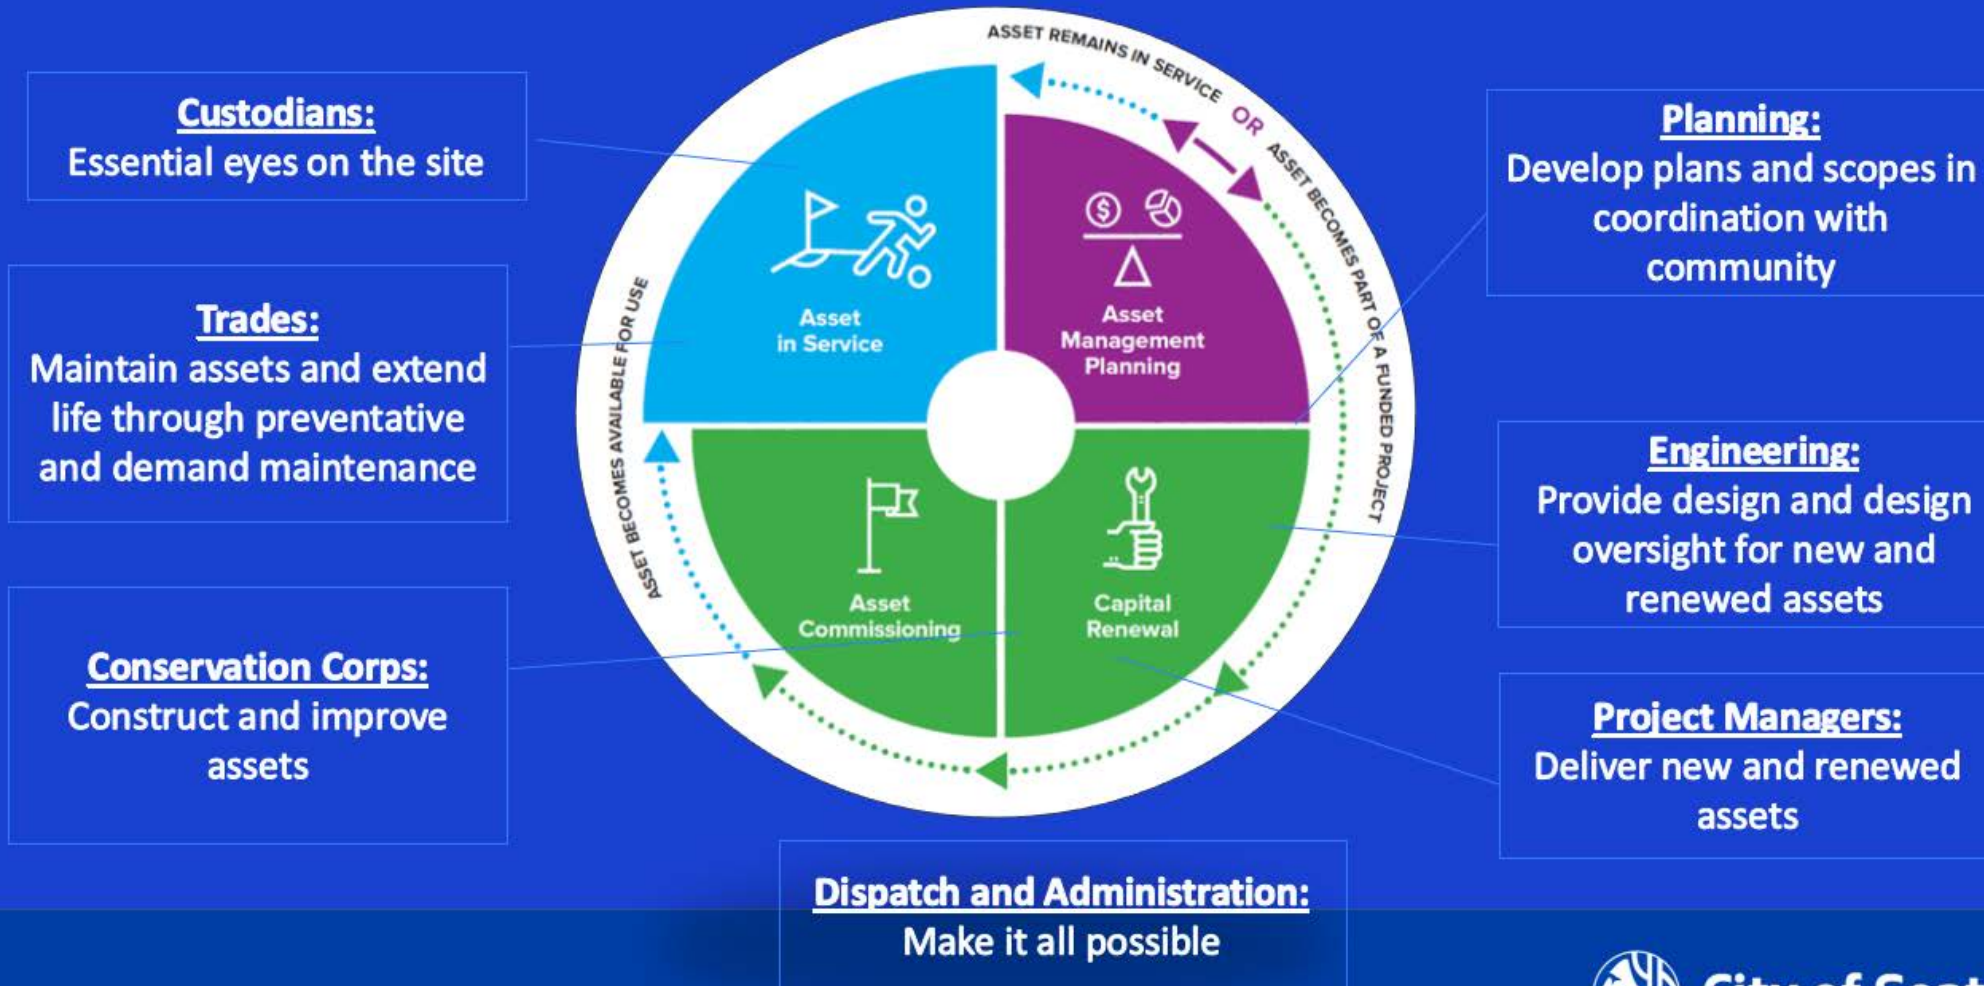 Custodians:
Essential eyes on the site
Trades:
Maintain assets and extend
life through preventative
and demand maintenance
Conservation Corps:
Construct and improve
assets
ASSET REMAINS IN SERVICE OR ASSET BECOMES PART OF A FUNDED PROJECT
ASSET BECOMES AVAILABLE FOR USE
Asset
in Service
$
Asset
Management
Planning
Asset
Commissioning
Capital
Renewal
Planning:
Develop plans and scopes in
coordination with
community
Engineering:
Provide design and design
oversight for new and
renewed assets
Project Managers:
Deliver new and renewed
assets
Dispatch and Administration:
Make it all possible
City of